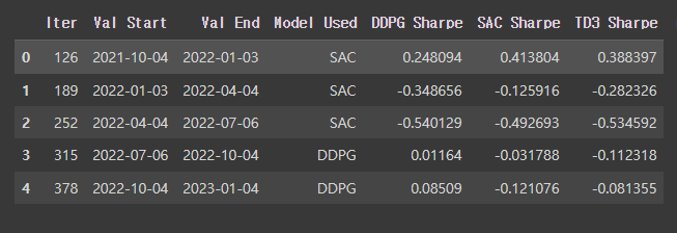 Iter Val Start Val End Model Used DDPG Sharpe SAC Sharpe TD3 Sharpe
0 126 2021-10-04 2022-01-03 SAC 0.248094 0.413804 0.388397
1 189 2022-01-03 2022-04-04 SAC -0.348656 -0.125916 -0.282326
2 252 2022-04-04 2022-07-06 SAC -0.540129 -0.492693 -0.534592
3 315 2022-07-06 2022-10-04 DDPG 0.01164 -0.031788 -0.112318
4 378 2022-10-04 2023-01-04 DDPG 0.08509 -0.121076 -0.081355